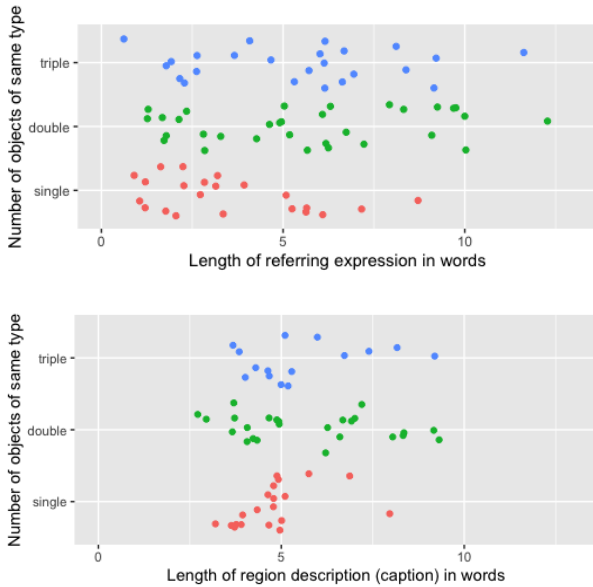 Number of objects of same type
triple
double
single
0 5 10
Length of referring expression in words
Number of objects of same type
triple
double
single
0 5 10
Length of region description (caption) in words